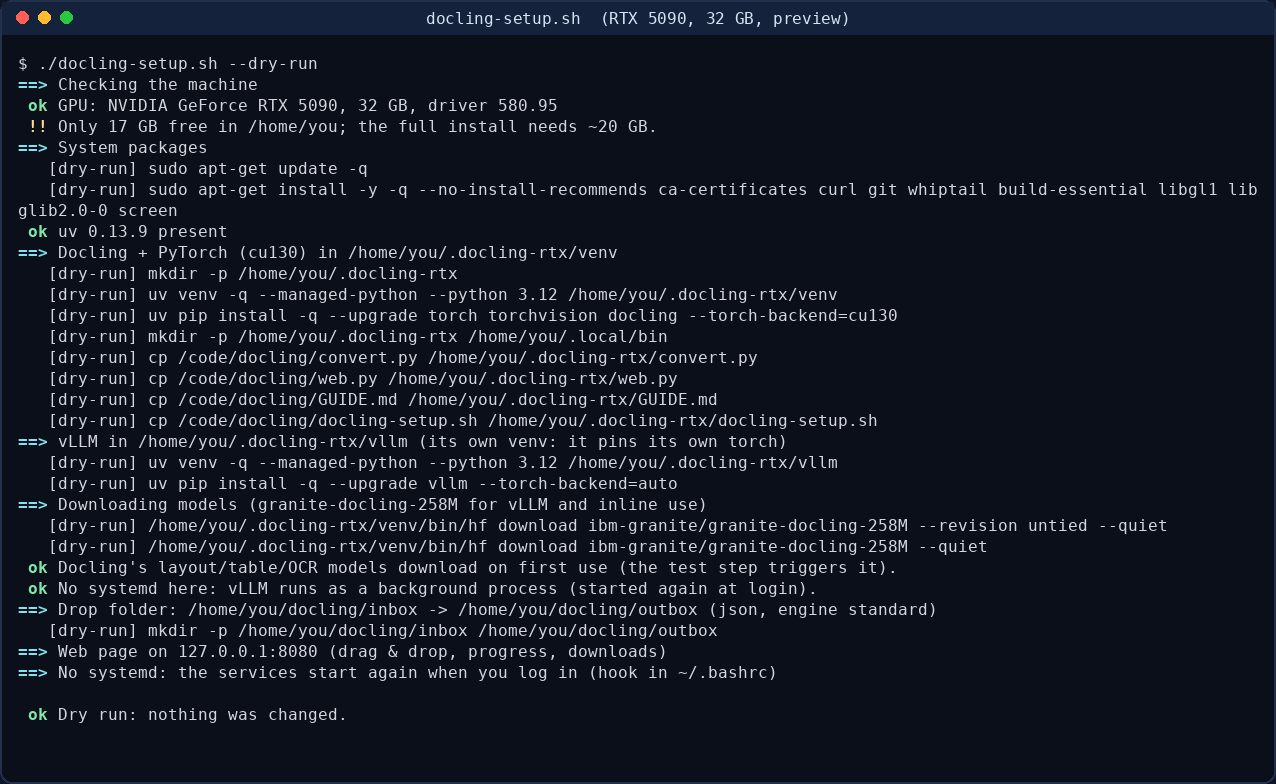 docling-setup.sh  (RTX 5090, 32 GB, preview)
$ ./docling-setup.sh --dry-run
==> Checking the machine
 ok GPU: NVIDIA GeForce RTX 5090, 32 GB, driver 580.95
 !! Only 17 GB free in /home/you; the full install needs ~20 GB.
==> System packages
   [dry-run] sudo apt-get update -q
   [dry-run] sudo apt-get install -y -q --no-install-recommends ca-certificates curl git whiptail build-essential libgl1 lib
glib2.0-0 screen
 ok uv 0.13.9 present
==> Docling + PyTorch (cu130) in /home/you/.docling-rtx/venv
   [dry-run] mkdir -p /home/you/.docling-rtx
   [dry-run] uv venv -q --managed-python --python 3.12 /home/you/.docling-rtx/venv
   [dry-run] uv pip install -q --upgrade torch torchvision docling --torch-backend=cu130
   [dry-run] mkdir -p /home/you/.docling-rtx /home/you/.local/bin
   [dry-run] cp /code/docling/convert.py /home/you/.docling-rtx/convert.py
   [dry-run] cp /code/docling/web.py /home/you/.docling-rtx/web.py
   [dry-run] cp /code/docling/GUIDE.md /home/you/.docling-rtx/GUIDE.md
   [dry-run] cp /code/docling/docling-setup.sh /home/you/.docling-rtx/docling-setup.sh
==> vLLM in /home/you/.docling-rtx/vllm (its own venv: it pins its own torch)
   [dry-run] uv venv -q --managed-python --python 3.12 /home/you/.docling-rtx/vllm
   [dry-run] uv pip install -q --upgrade vllm --torch-backend=auto
==> Downloading models (granite-docling-258M for vLLM and inline use)
   [dry-run] /home/you/.docling-rtx/venv/bin/hf download ibm-granite/granite-docling-258M --revision untied --quiet
   [dry-run] /home/you/.docling-rtx/venv/bin/hf download ibm-granite/granite-docling-258M --quiet
 ok Docling's layout/table/OCR models download on first use (the test step triggers it).
 ok No systemd here: vLLM runs as a background process (started again at login).
==> Drop folder: /home/you/docling/inbox -> /home/you/docling/outbox (json, engine standard)
   [dry-run] mkdir -p /home/you/docling/inbox /home/you/docling/outbox
==> Web page on 127.0.0.1:8080 (drag & drop, progress, downloads)
==> No systemd: the services start again when you log in (hook in ~/.bashrc)
 ok Dry run: nothing was changed.